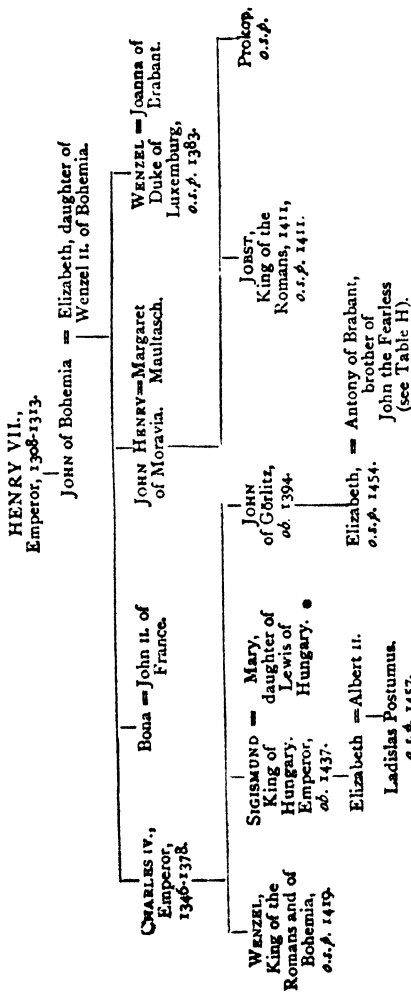 HENRY VII.,
Emperor, 1308-1313.
JOHN of Bohemia = Elizabeth, daughter of
Wenzel II. of Bohemia.
CHARLES IV.,
Emperor,
1346-1378.
Bona = John II. of
France.
JOHN HENRY = Margaret
of Moravia. Maultasch.
WENZEL = Joanna of
Duke of Brabant.
Luxemburg,
o.s.p. 1383.
WENZEL,
King of the
Romans and of
Bohemia,
o.s.p. 1419.
SIGISMUND = Mary,
King of daughter of
Hungary. Lewis of
Emperor, Hungary.
ob. 1437.
JOHN
of Görlitz,
ob. 1394.
JOBST,
King of the
Romans, 1411,
o.s.p. 1411.
Prokop,
o.s.p.
Elizabeth = Albert II.
Elizabeth, = Antony of Brabant,
o.s.p. 1454. brother of
John the Fearless
(see Table H).
Ladislas Postumus.
o.s.p. 1457.